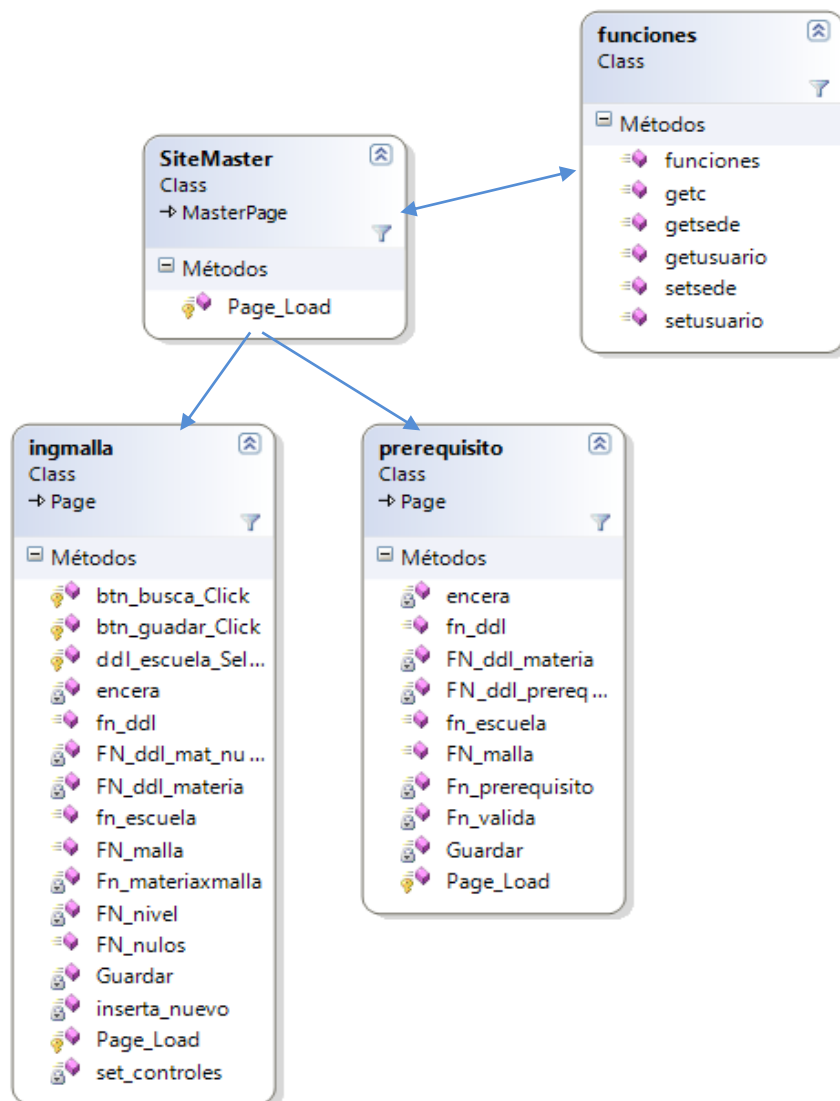 funciones
Class
Métodos
funciones
getc
getsede
getusuario
setsede
setusuario
SiteMaster
Class
MasterPage
Métodos
Page_Load
ingmalla
Class
Page
Métodos
btn_busca_Click
btn_guadar_Click
ddl_escuela_Sel...
encera
fn_ddl
FN_ddl_mat_nu ...
FN_ddl_materia
fn_escuela
FN_malla
Fn_materiaxmalla
FN_nivel
FN_nulos
Guardar
inserta_nuevo
Page_Load
set_controles
prerequisito
Class
Page
Métodos
encera
fn_ddl
FN_ddl_materia
FN_ddl_prereq ...
fn_escuela
FN_malla
Fn_prerequisito
Fn_valida
Guardar
Page_Load